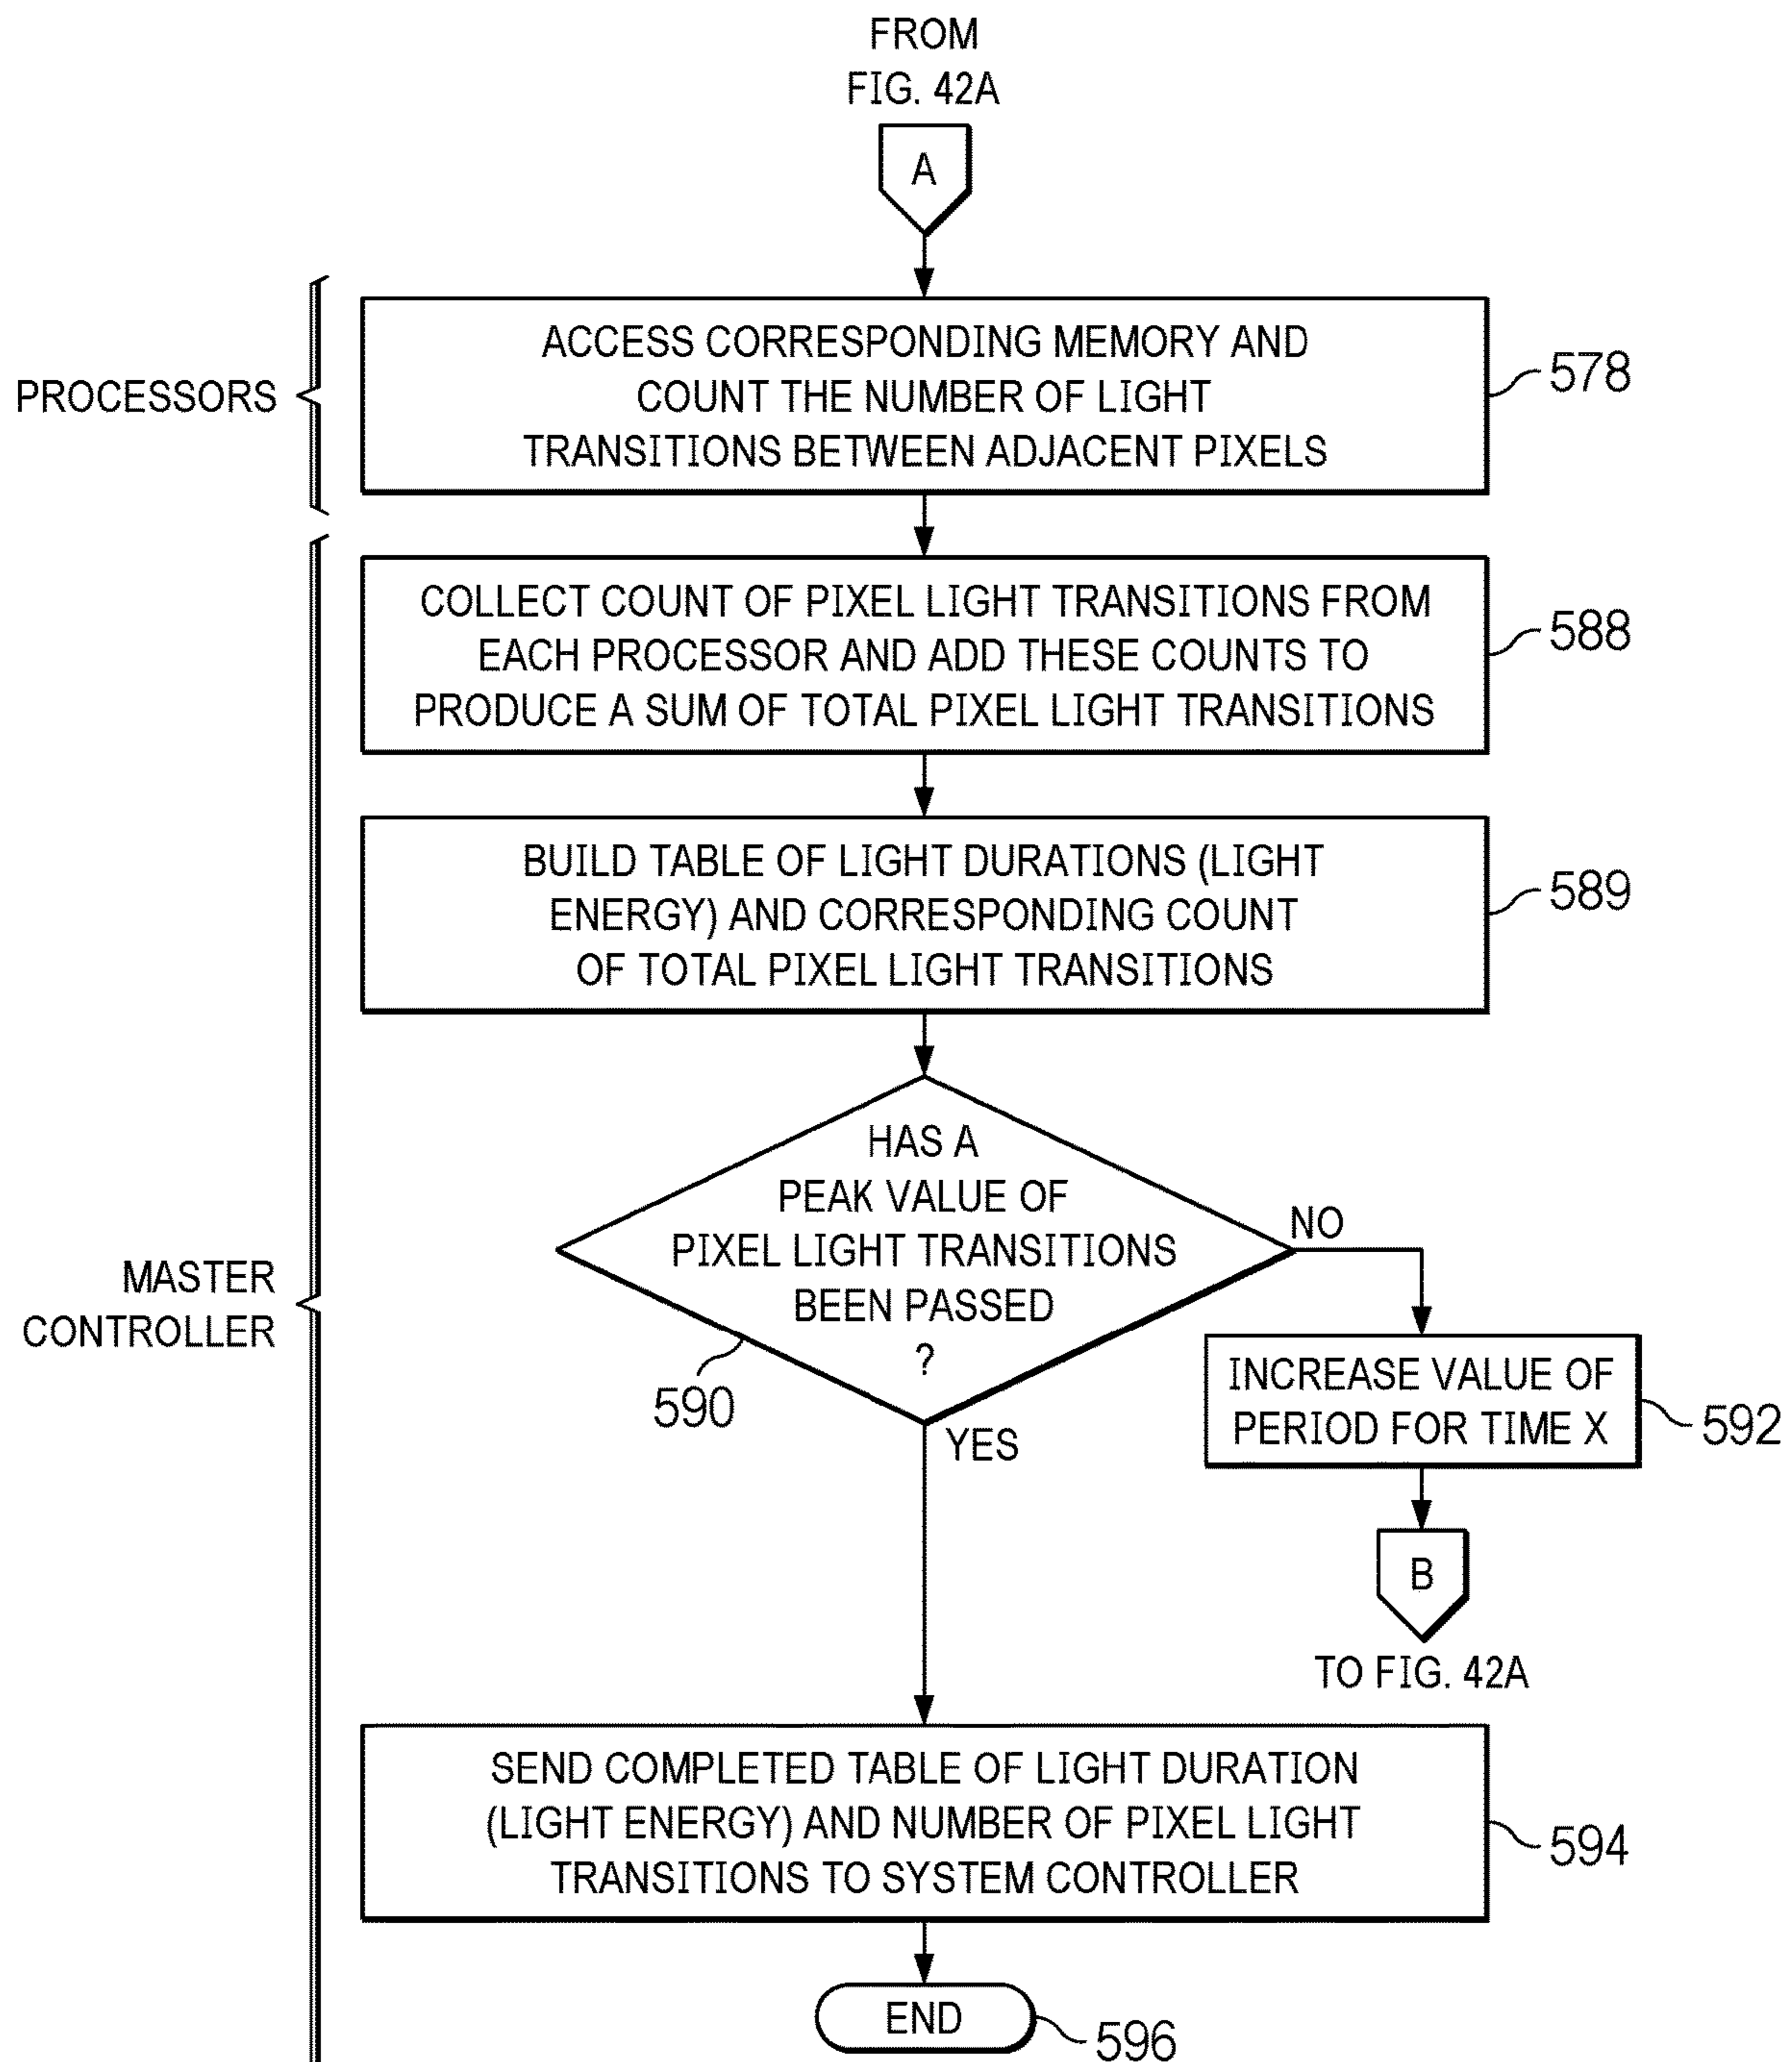 FROM
FIG. 42A
A
PROCESSORS
ACCESS CORRESPONDING MEMORY AND
COUNT THE NUMBER OF LIGHT
TRANSITIONS BETWEEN ADJACENT PIXELS
578
COLLECT COUNT OF PIXEL LIGHT TRANSITIONS FROM
EACH PROCESSOR AND ADD THESE COUNTS TO
PRODUCE A SUM OF TOTAL PIXEL LIGHT TRANSITIONS
588
BUILD TABLE OF LIGHT DURATIONS (LIGHT
ENERGY) AND CORRESPONDING COUNT
OF TOTAL PIXEL LIGHT TRANSITIONS
589
MASTER
CONTROLLER
HAS A
PEAK VALUE OF
PIXEL LIGHT TRANSITIONS
BEEN PASSED
?
590
NO
YES
INCREASE VALUE OF
PERIOD FOR TIME X
592
B
TO FIG. 42A
SEND COMPLETED TABLE OF LIGHT DURATION
(LIGHT ENERGY) AND NUMBER OF PIXEL LIGHT
TRANSITIONS TO SYSTEM CONTROLLER
594
END
596